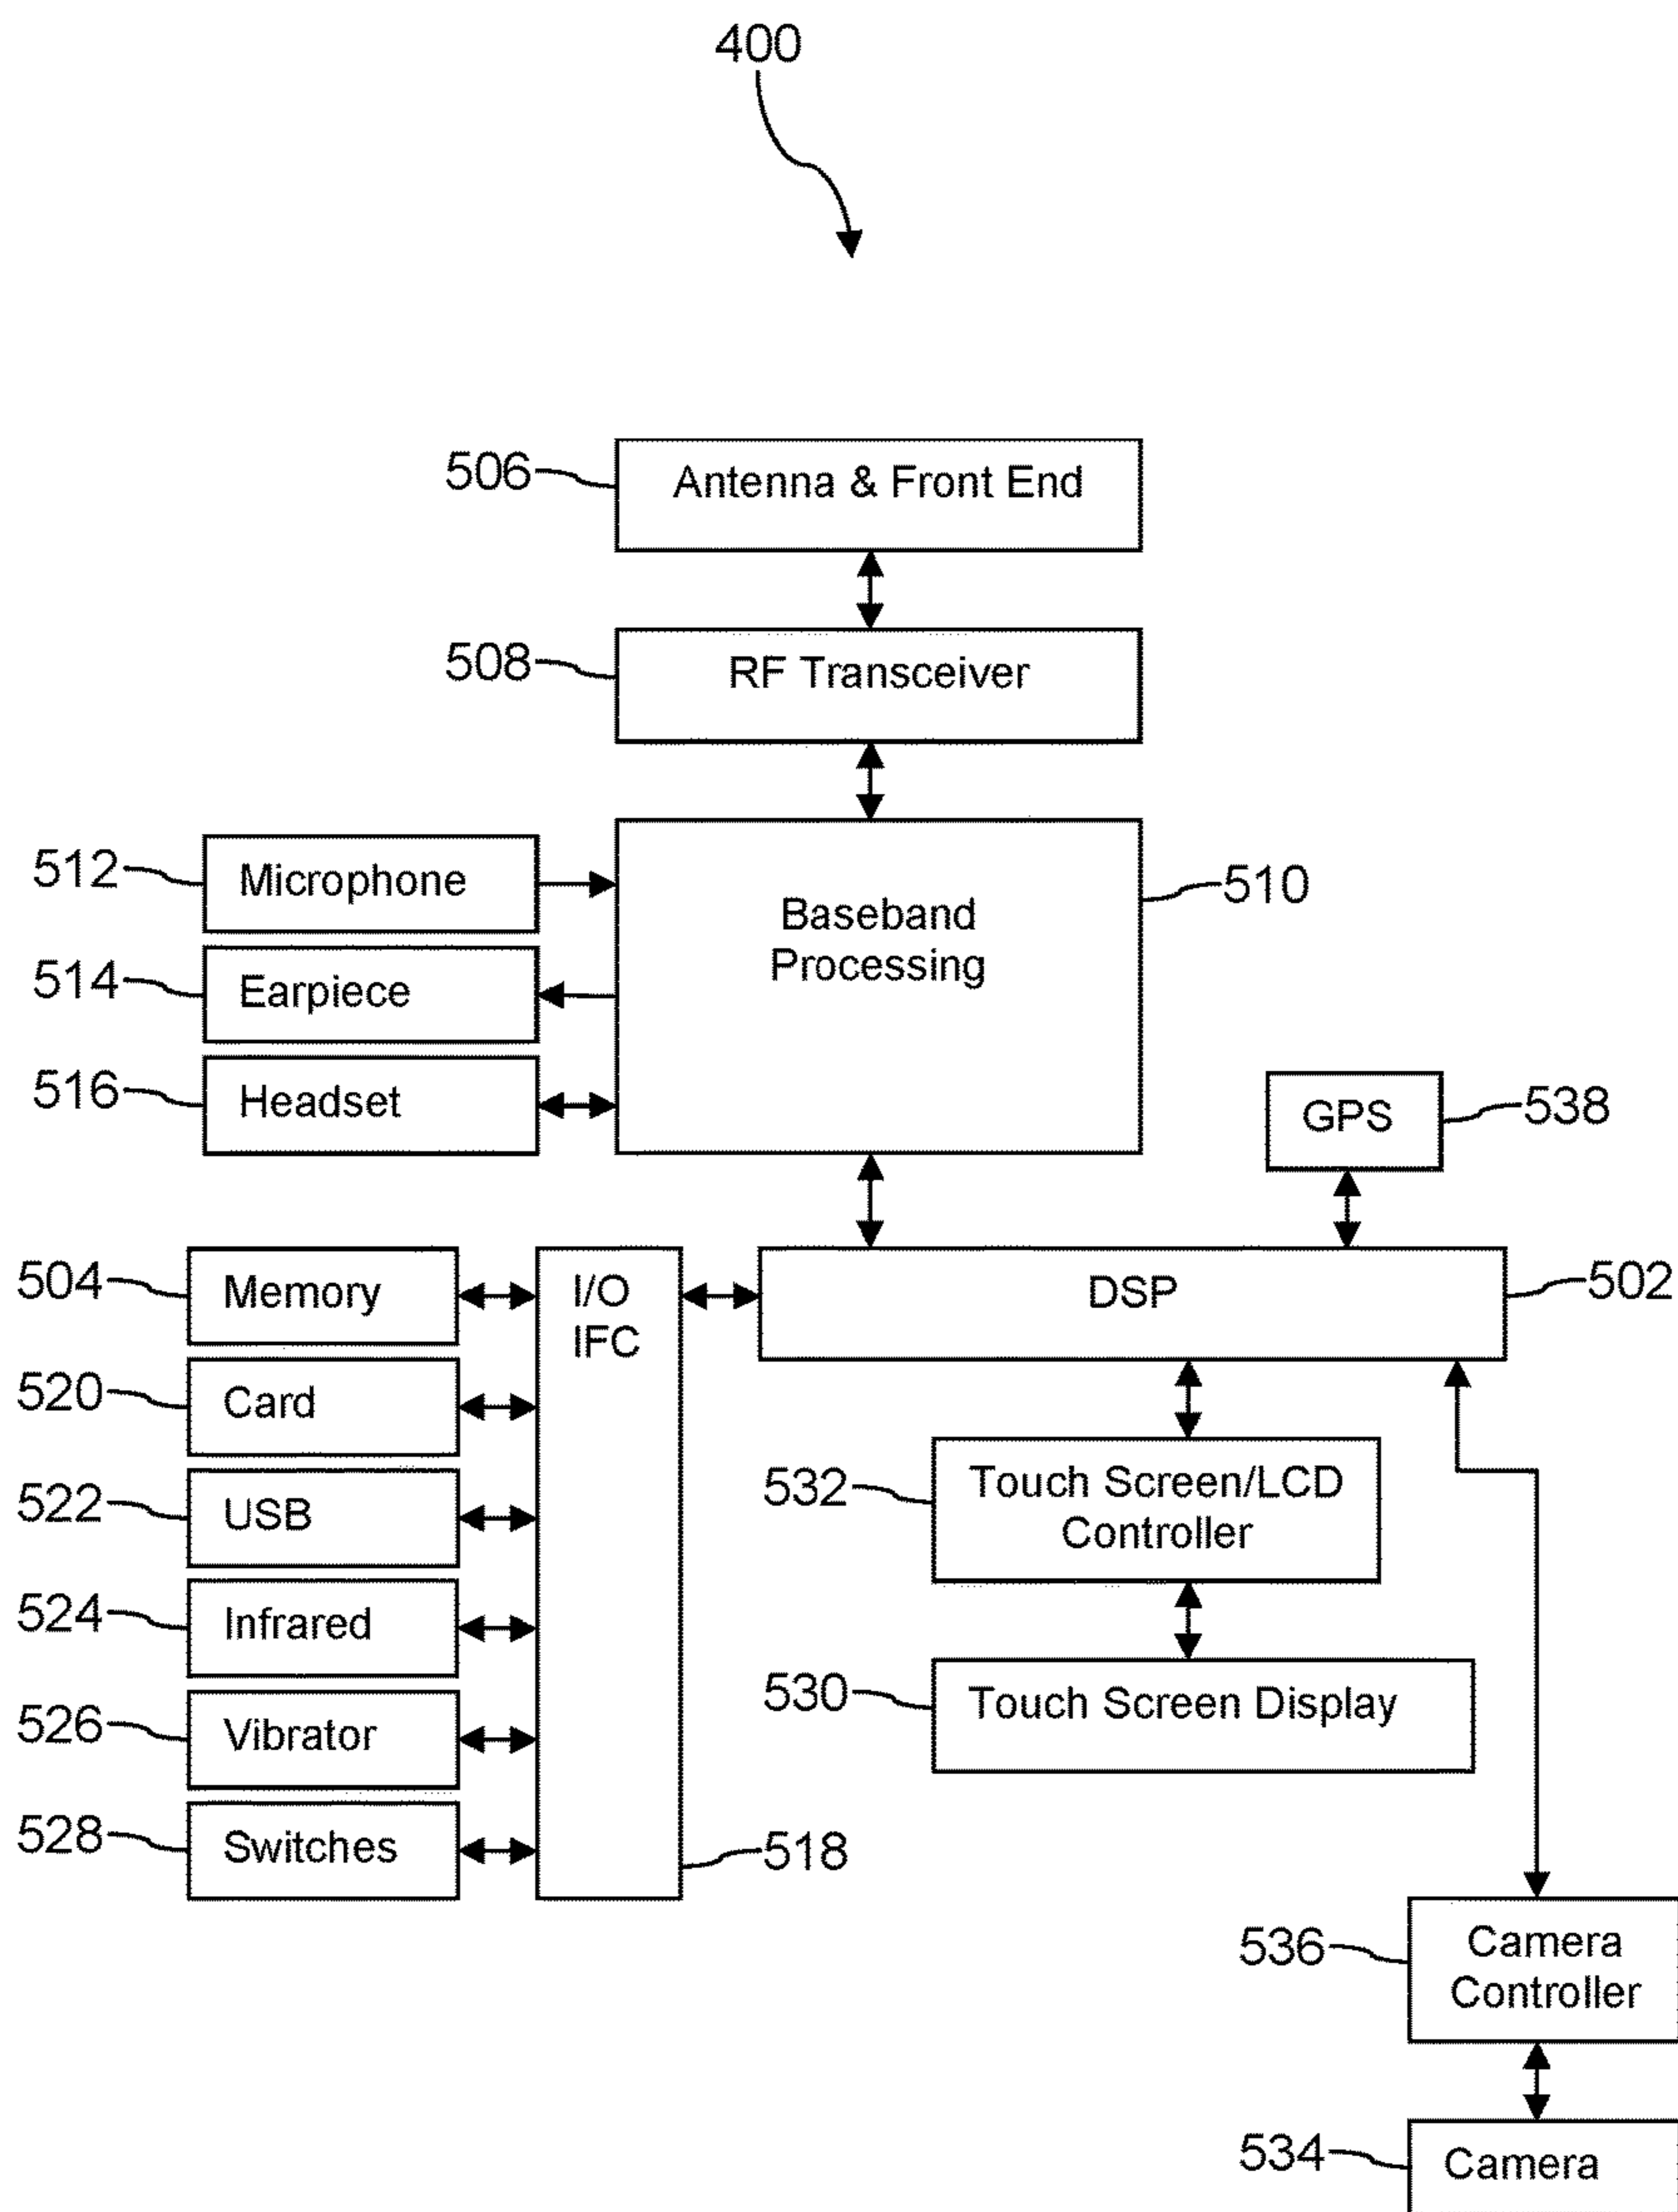 400
506
Antenna & Front End
508
RF Transceiver
512
Microphone
Baseband
Processing
510
514
Earpiece
516
Headset
GPS
538
504
Memory
I/O
IFC
DSP
502
520
Card
522
USB
532
Touch Screen/LCD
Controller
524
Infrared
526
Vibrator
530
Touch Screen Display
528
Switches
518
536
Camera
Controller
534
Camera